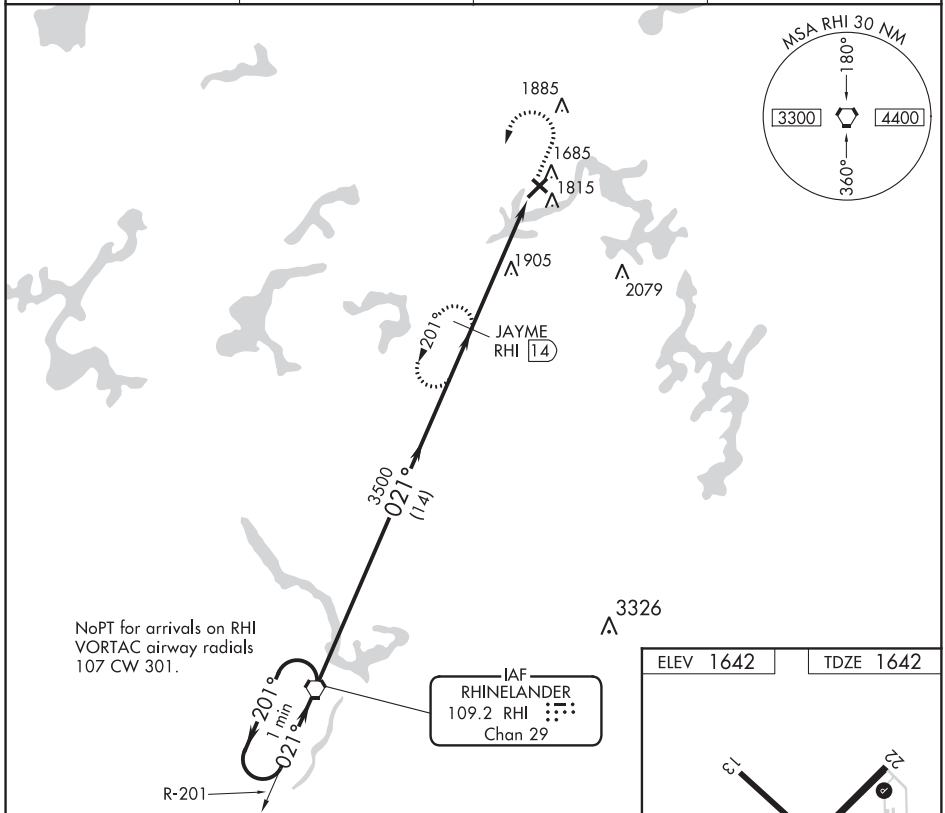 MSA RHI 30 NM
180°
3300
4400
360°
1885
1685
1815
1905
2079
JAYME
RHI 14
201°
3500
021°
(14)
3326
NoPT for arrivals on RHI
VORTAC airway radials
107 CW 301.
201°
1 min
021°
R-201
IAF
RHINELANDER
109.2 RHI
Chan 29
ELEV 1642
TDZE 1642
13
22
P